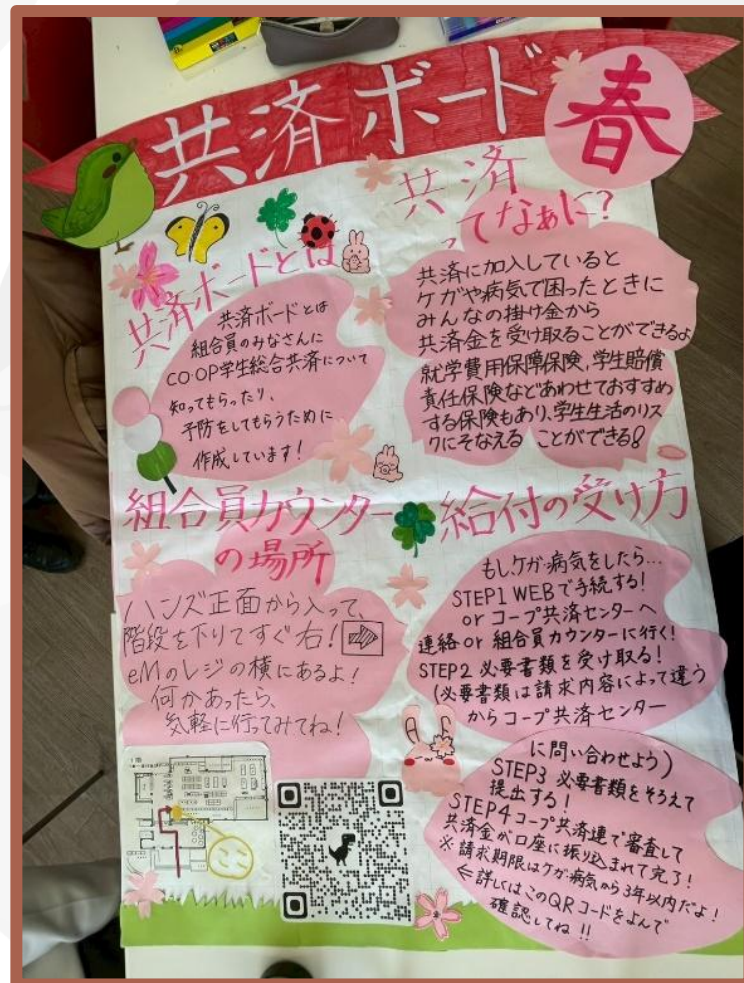 共済ボード
春
共済ボードとは
共済ボードとは
組合員のみなさんに
CO・OP学生総合共済について
知ってもらったり、
予防をしてもらうために
作成しています！
共済
ってなぁに？
共済に加入していると
ケガや病気で困ったときに
みんなの掛け金から
共済金を受け取ることができるよ
就学費用保障保険,学生賠償
責任保険などあわせておすすめ
する保険もあり、学生生活のリス
クにそなえる ことができる!
組合員カウンター
の場所
ハンズ正面から入って、
階段を下りてすぐ右！
eMのレジの横にあるよ！
何かあったら、
気軽に行ってみてね！
ここ
給付の受け方
もしケガ・病気をしたら…
STEP1 WEBで手続する！
or コープ共済センターへ
連絡 or 組合員カウンターに行く！
STEP2 必要書類を受け取る！
(必要書類は請求内容によって違う
からコープ共済センター
に問い合わせよう)
STEP3 必要書類をそろえて
提出する！
STEP4 コープ共済連で審査して
共済金が口座に振り込まれて完了！
※請求期限はケガ・病気から3年以内だよ！
←詳しくはこのQRコードをよんで
確認してね!!